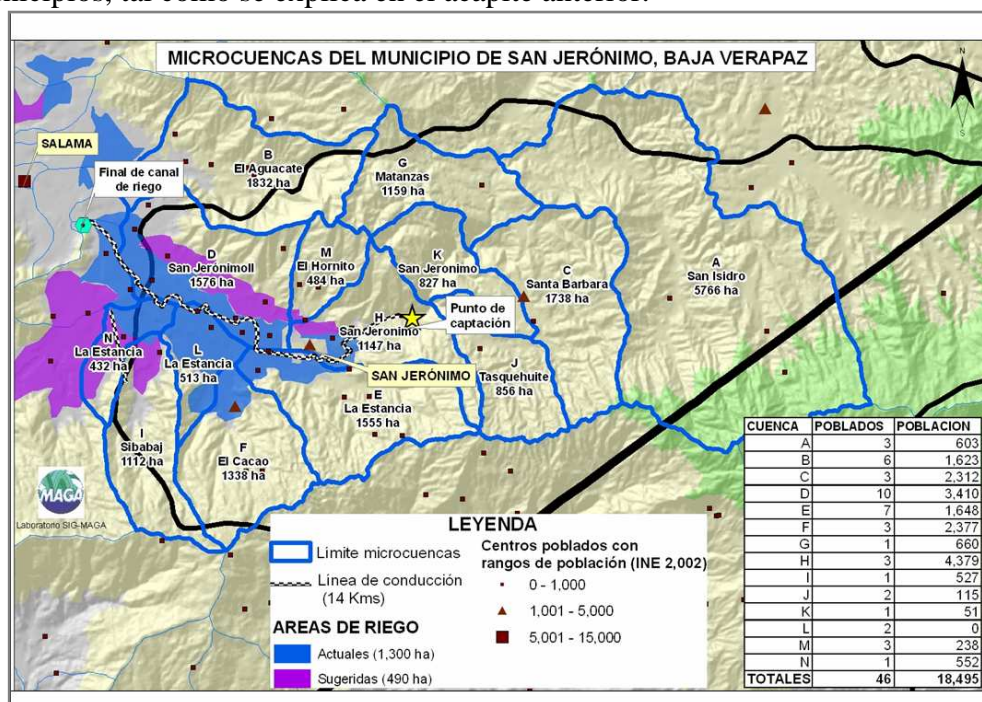 nicipios, tal como se explica en el acápite anterior.
MICROCUENCAS DEL MUNICIPIO DE SAN JERÓNIMO, BAJA VERAPAZ
N
S
SALAMA
Final de canal
de riego
B
El Aguacate
1832 ha
G
Matanzas
1159 ha
D
San JerónimoII
1576 ha
M
El Hornito
484 ha
K
San Jeronimo
827 ha
C
Santa Barbara
1738 ha
A
San Isidro
5766 ha
Punto de
captación
H
San Jeronimo
1147 ha
N
La Estancia
432 ha
L
La Estancia
513 ha
SAN JERÓNIMO
J
Tasquehuite
856 ha
E
La Estancia
1555 ha
I
Sibabaj
1112 ha
F
El Cacao
1338 ha
MAGA
Laboratorio SIG-MAGA
LEYENDA
Límite microcuencas
Línea de conducción
(14 Kms)
AREAS DE RIEGO
Actuales (1,300 ha)
Sugeridas (490 ha)
Centros poblados con
rangos de población (INE 2,002)
0 - 1,000
1,001 - 5,000
5,001 - 15,000
CUENCA POBLADOS POBLACION
A 3 603
B 6 1,623
C 3 2,312
D 10 3,410
E 7 1,648
F 3 2,377
G 1 660
H 3 4,379
I 1 527
J 2 115
K 1 51
L 2 0
M 3 238
N 1 552
TOTALES 46 18,495